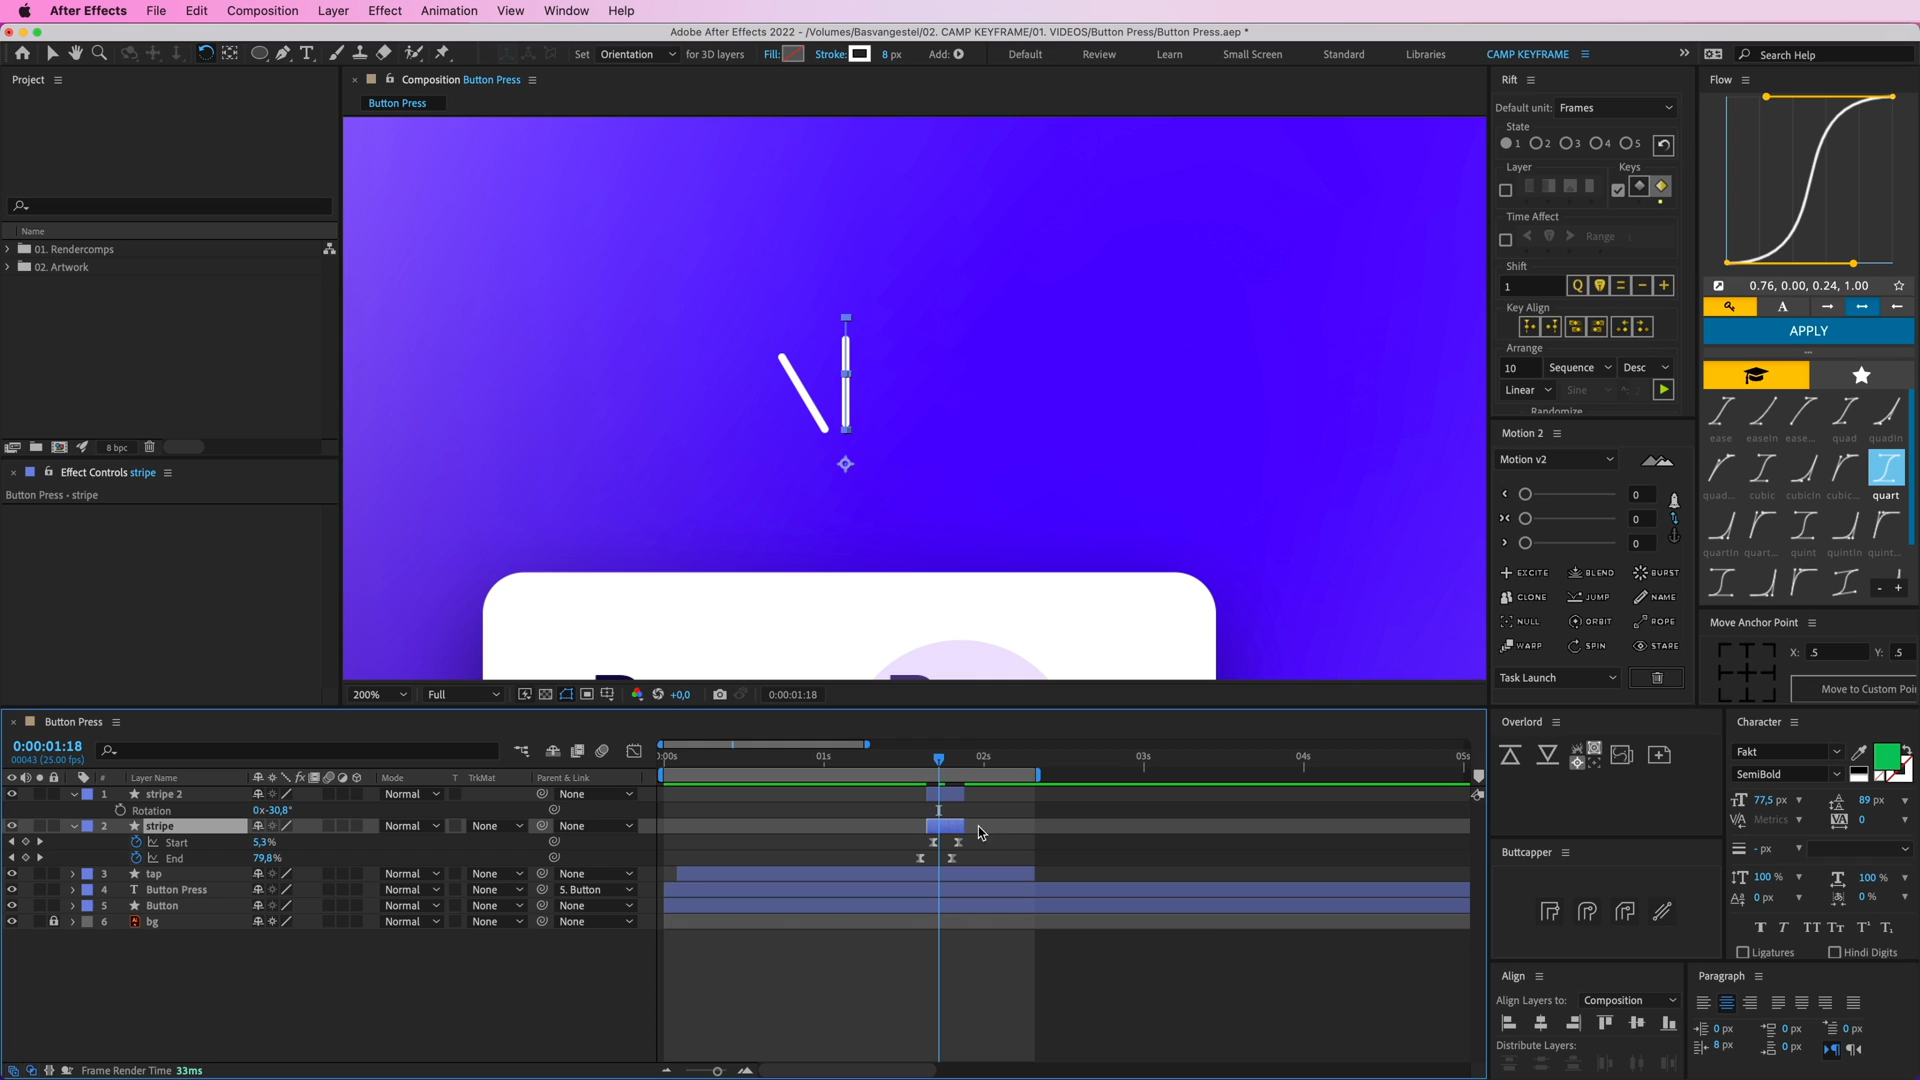 After Effects File Edit Composition Layer Effect Animation View Window Help
Adobe After Effects 2022 - /Volumes/Basvangestel/02. CAMP KEYFRAME/01. VIDEOS/Button Press/Button Press.aep *
Set Orientation for 3D layers Fill: Stroke: 8 px Add: Default Review Learn Small Screen Standard Libraries CAMP KEYFRAME Search Help
Project
Name
01. Rendercomps
02. Artwork
8 bpc
Effect Controls stripe
Button Press - stripe
Composition Button Press
Button Press
200% Full +0,0 0:00:01:18
Rift
Default unit: Frames
State
1 2 3 4 5
Layer Keys
Time Affect
Range
Shift
1
Key Align
Arrange
10 Sequence Desc
Linear Sine
Randomize
Motion 2
Motion v2
0
0
0
EXCITE BLEND BURST
CLONE JUMP NAME
NULL ORBIT ROPE
WARP SPIN STARE
Task Launch
Flow
0.76, 0.00, 0.24, 1.00
A
APPLY
ease easeIn ease... quad quadIn
quad... cubic cubicIn cubic... quart
quartIn quart... quint quintIn quint...
Move Anchor Point
X: .5 Y: .5
Move to Custom Poi
Button Press
0:00:01:18
00043 (25.00 fps)
# Layer Name Mode T TrkMat Parent & Link
0:00s 01s 02s 03s 04s 05s
1 stripe 2 Normal None
Rotation 0x-30,8°
2 stripe Normal None None
Start 5,3%
End 79,8%
3 tap Normal None None
4 T Button Press Normal None 5. Button
5 Button Normal None None
6 bg Normal None None
Frame Render Time 33ms
Overlord
Buttcapper
Character
Fakt
SemiBold
77,5 px 89 px
Metrics 0
- px
100 % 100 %
0 px 0 %
Ligatures Hindi Digits
Align
Align Layers to: Composition
Distribute Layers:
Paragraph
0 px 0 px 0 px
8 px 0 px